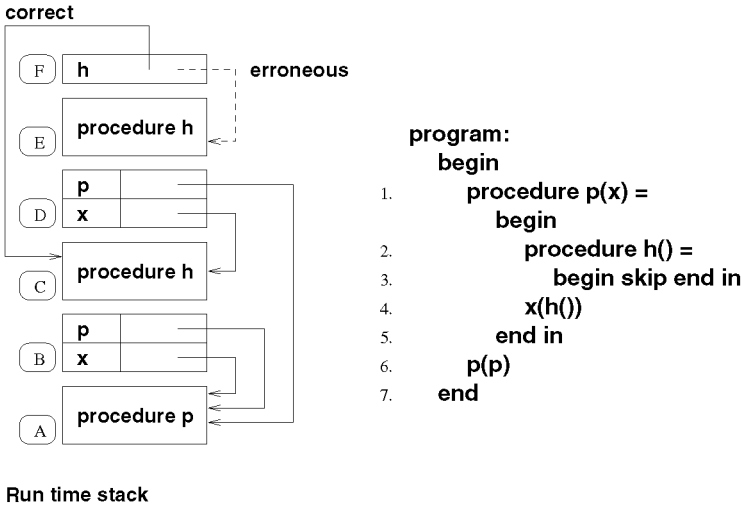 correct
F h
erroneous
E procedure h
p
D x
C procedure h
p
B x
A procedure p
Run time stack
program:
begin
1. procedure p(x) =
begin
2. procedure h() =
3. begin skip end in
4. x(h())
5. end in
6. p(p)
7. end